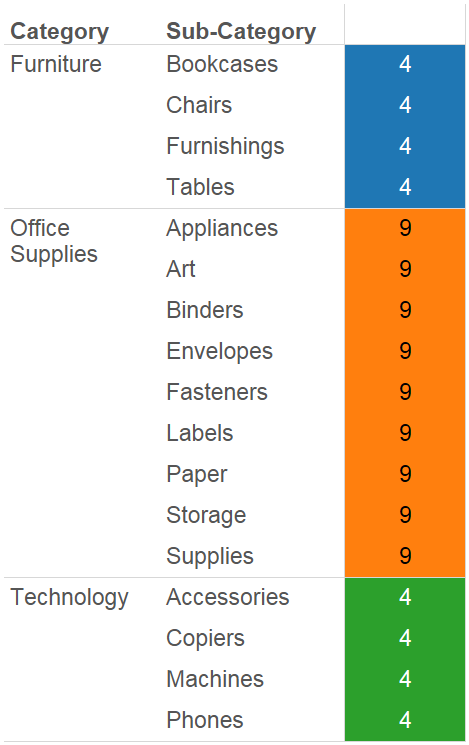 Category Sub-Category
Furniture Bookcases 4
Chairs 4
Furnishings 4
Tables 4
Office Supplies Appliances 9
Art 9
Binders 9
Envelopes 9
Fasteners 9
Labels 9
Paper 9
Storage 9
Supplies 9
Technology Accessories 4
Copiers 4
Machines 4
Phones 4